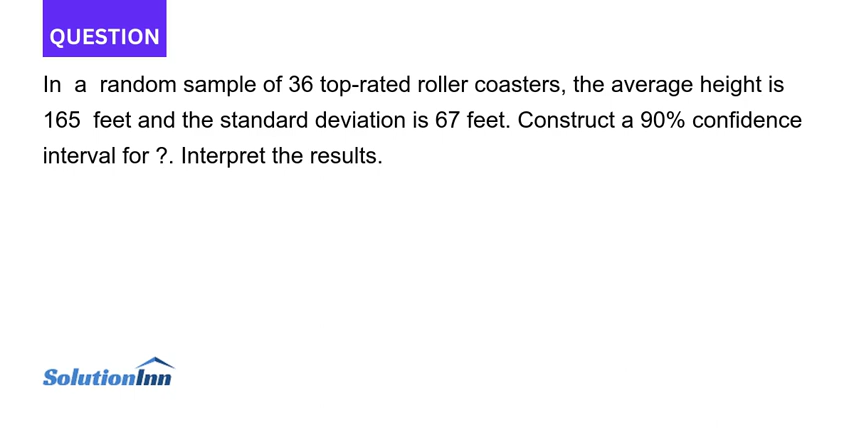 QUESTION
In a random sample of 36 top-rated roller coasters, the average height is
165 feet and the standard deviation is 67 feet. Construct a 90% confidence
interval for ?. Interpret the results.
SolutionInn